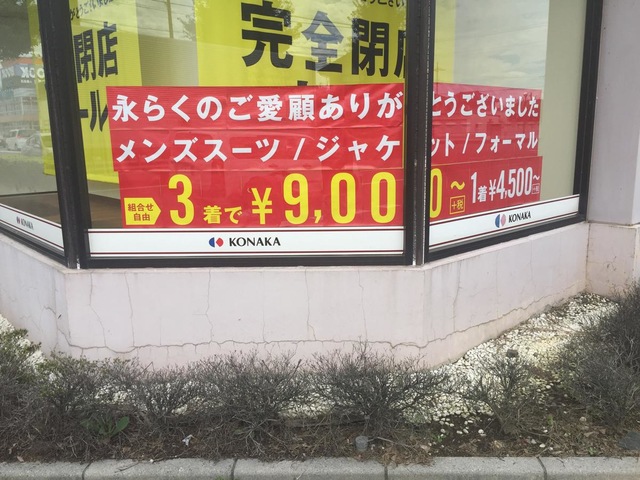 完全閉
閉店
ール
永らくのご愛顧ありがとうございました
メンズスーツ/ジャケット/フォーマル
組合せ自由 3着で ¥9,000~+税 1着¥4,500~+税
KONAKA
KONAKA
KONAKA